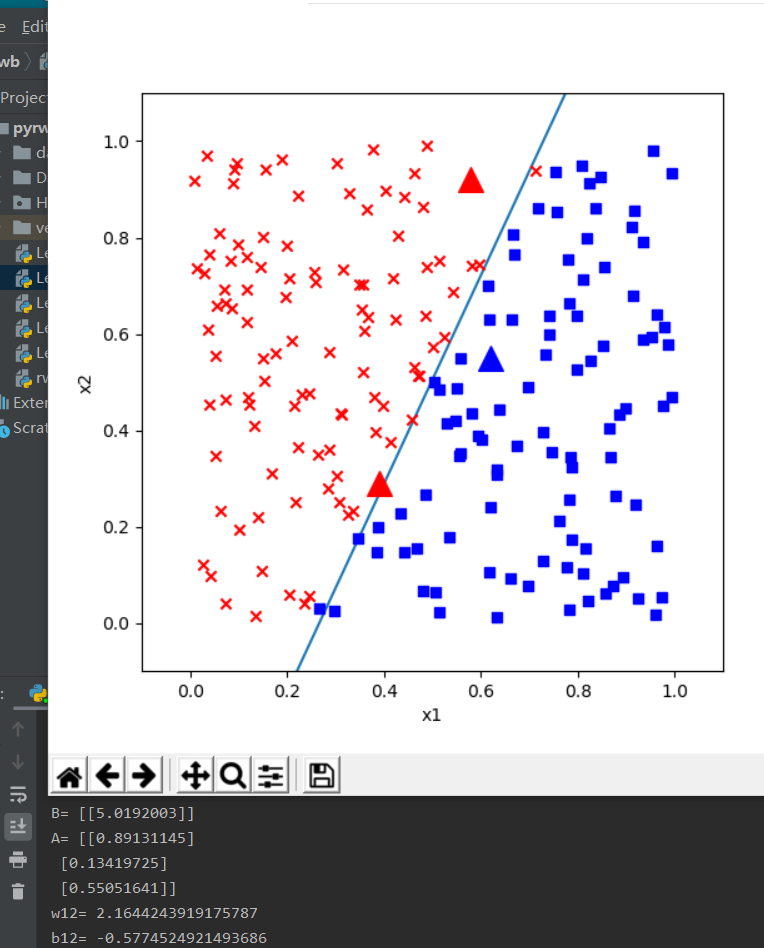 e Edit
wb
Project
pyrw
da
D
H
ve
Le
Le
Le
Le
Le
rw
Exter
Scrat
:
1.0
0.8
0.6
0.4
0.2
0.0
x2
0.0 0.2 0.4 0.6 0.8 1.0
x1
B= [[5.0192003]]
A= [[0.89131145]
[0.13419725]
[0.55051641]]
w12= 2.1644243919175787
b12= -0.5774524921493686